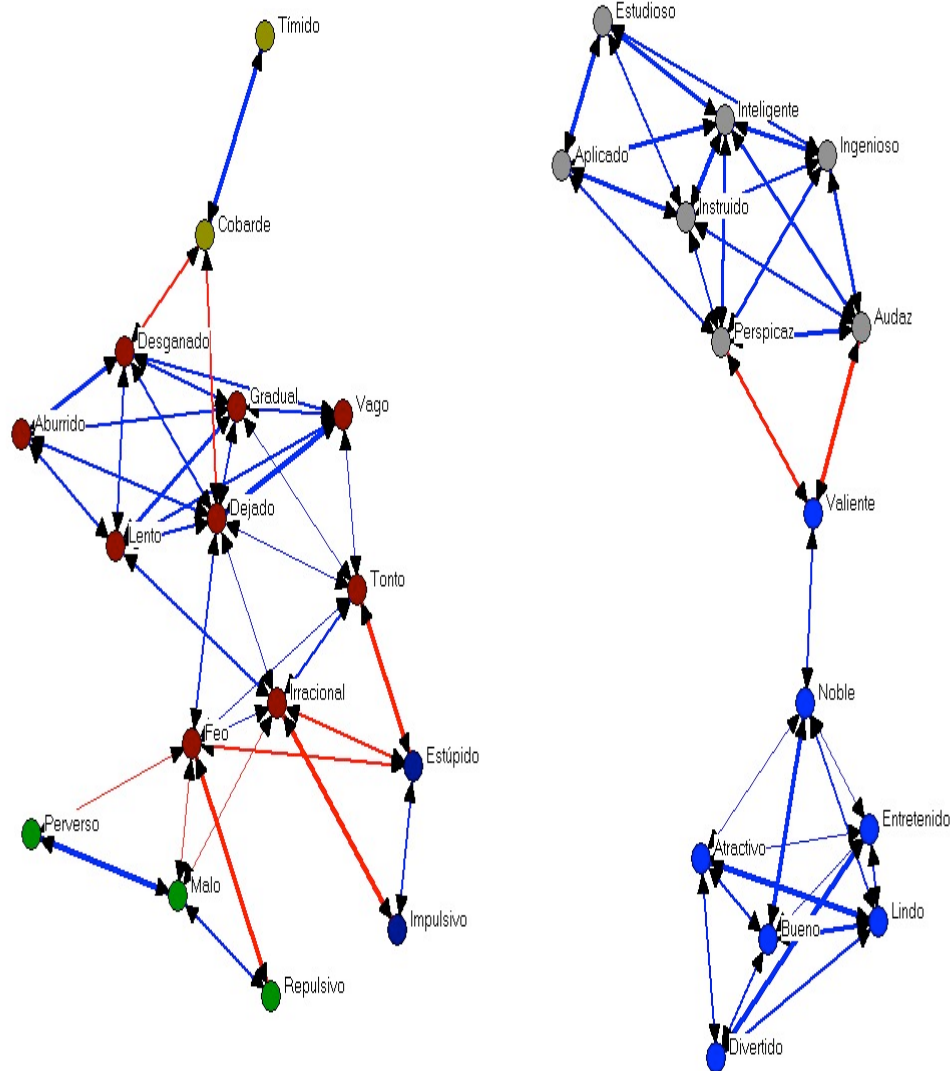 Tímido
Cobarde
Desganado
Gradual
Vago
Aburrido
Dejado
Lento
Tonto
Irracional
Feo
Estúpido
Perverso
Malo
Impulsivo
Repulsivo
Estudioso
Inteligente
Ingenioso
Aplicado
Instruido
Perspicaz
Audaz
Valiente
Noble
Entretenido
Atractivo
Lindo
Bueno
Divertido